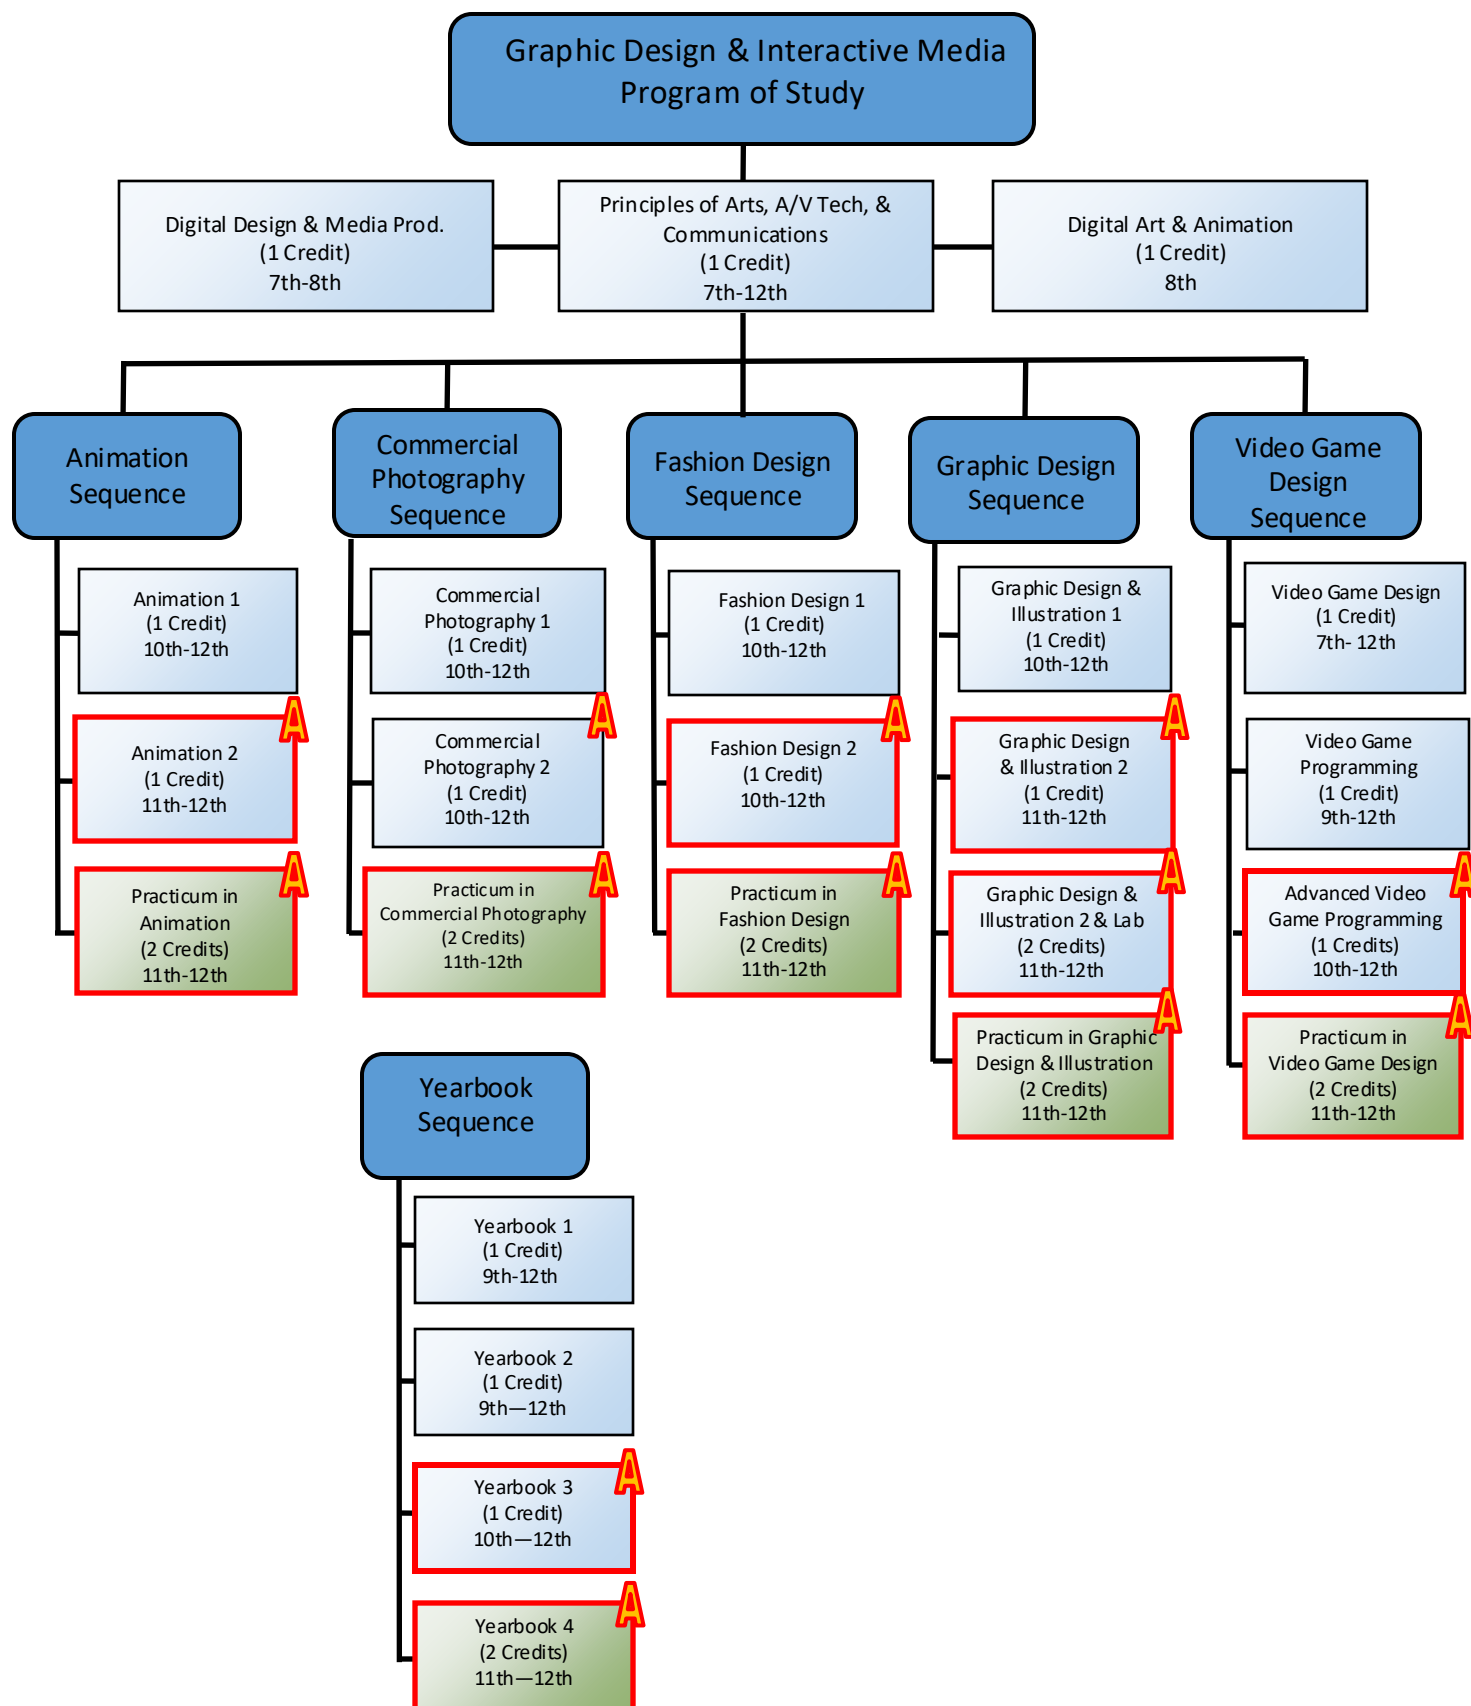 Graphic Design & Interactive Media
Program of Study
Digital Design & Media Prod.
(1 Credit)
7th-8th
Principles of Arts, A/V Tech, &
Communications
(1 Credit)
7th-12th
Digital Art & Animation
(1 Credit)
8th
Animation
Sequence
Animation 1
(1 Credit)
10th-12th
A
Animation 2
(1 Credit)
11th-12th
A
Practicum in
Animation
(2 Credits)
11th-12th
Commercial
Photography
Sequence
Commercial
Photography 1
(1 Credit)
10th-12th
A
Commercial
Photography 2
(1 Credit)
10th-12th
A
Practicum in
Commercial Photography
(2 Credits)
11th-12th
Fashion Design
Sequence
Fashion Design 1
(1 Credit)
10th-12th
A
Fashion Design 2
(1 Credit)
10th-12th
A
Practicum in
Fashion Design
(2 Credits)
11th-12th
Graphic Design
Sequence
Graphic Design &
Illustration 1
(1 Credit)
10th-12th
A
Graphic Design
& Illustration 2
(1 Credit)
11th-12th
A
Graphic Design &
Illustration 2 & Lab
(2 Credits)
11th-12th
A
Practicum in Graphic
Design & Illustration
(2 Credits)
11th-12th
Video Game
Design
Sequence
Video Game Design
(1 Credit)
7th- 12th
Video Game
Programming
(1 Credit)
9th-12th
A
Advanced Video
Game Programming
(1 Credits)
10th-12th
A
Practicum in
Video Game Design
(2 Credits)
11th-12th
Yearbook
Sequence
Yearbook 1
(1 Credit)
9th-12th
Yearbook 2
(1 Credit)
9th—12th
A
Yearbook 3
(1 Credit)
10th—12th
A
Yearbook 4
(2 Credits)
11th—12th